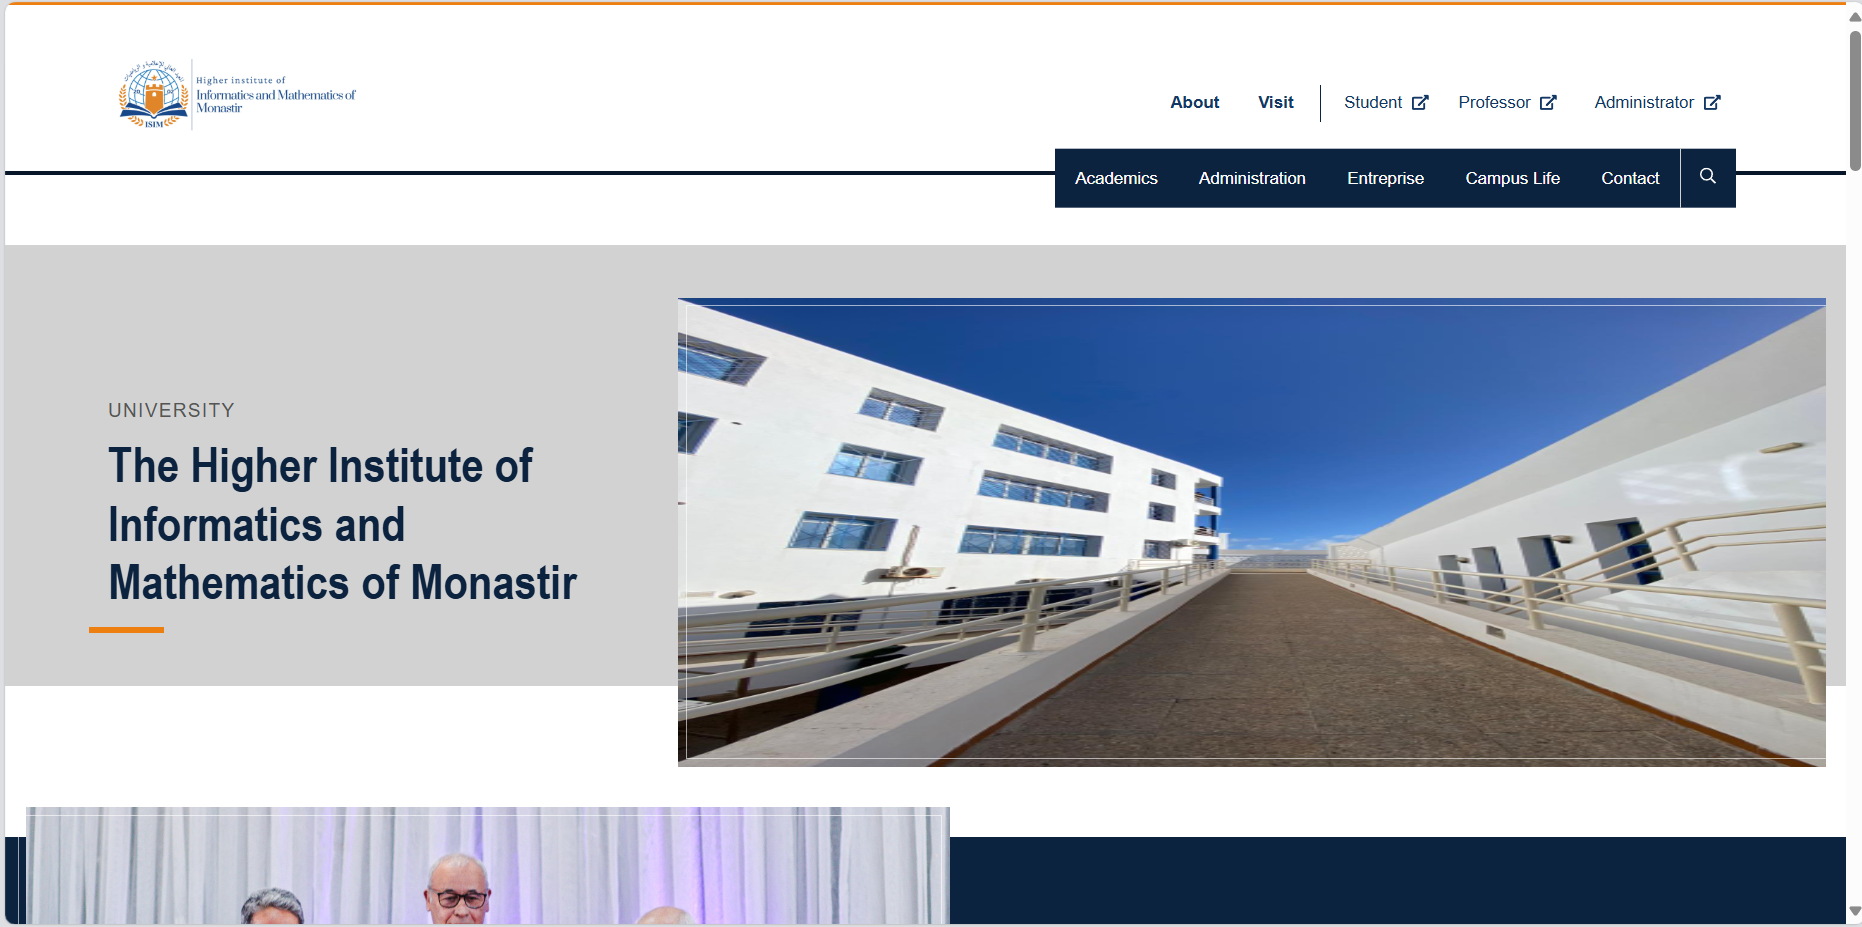 Higher institute of
Informatics and Mathematics of
Monastir
ISIM
About Visit Student Professor Administrator
Academics Administration Entreprise Campus Life Contact
UNIVERSITY
The Higher Institute of
Informatics and
Mathematics of Monastir